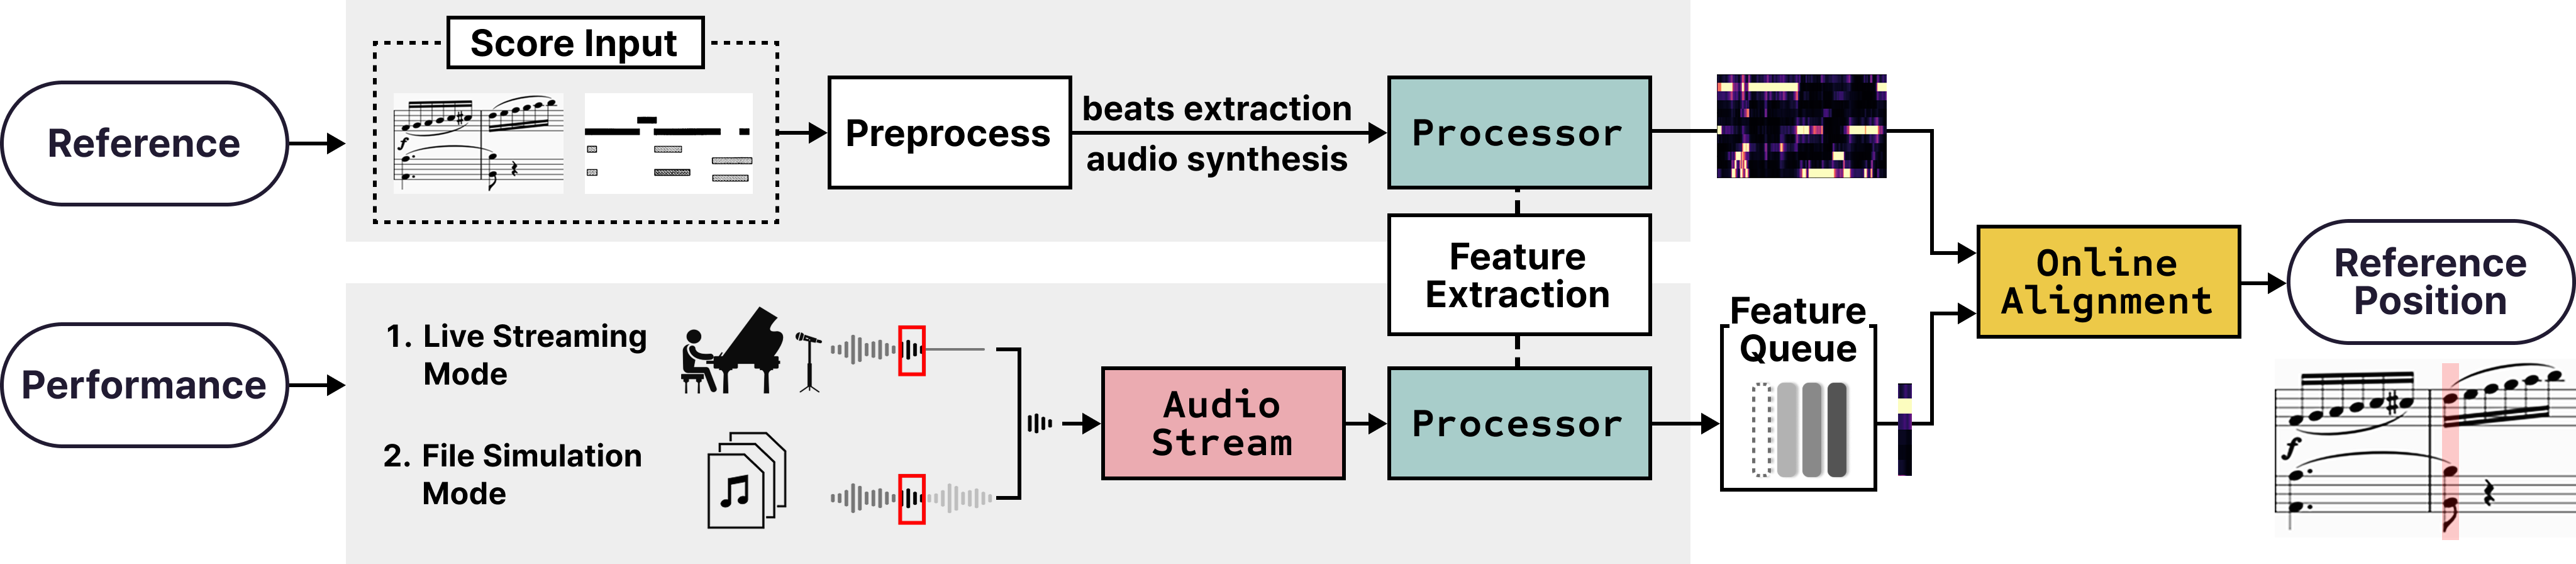 Score Input
Reference
Preprocess
beats extraction
audio synthesis
Processor
Feature
Extraction
Online
Alignment
Reference
Position
Performance
1. Live Streaming
Mode
2. File Simulation
Mode
Audio
Stream
Processor
Feature
Queue